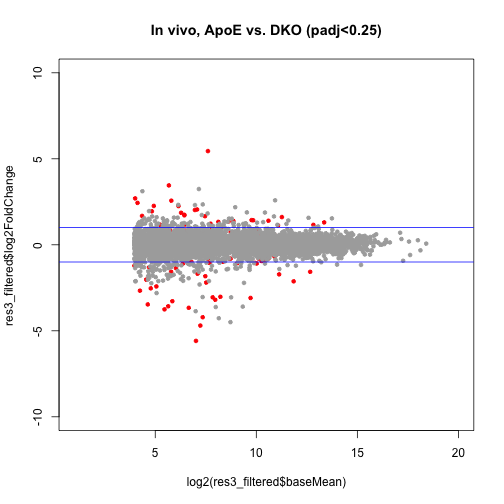 In vivo, ApoE vs. DKO (padj<0.25)
res3_filtered$log2FoldChange
10
5
0
-5
-10
5 10 15 20
log2(res3_filtered$baseMean)